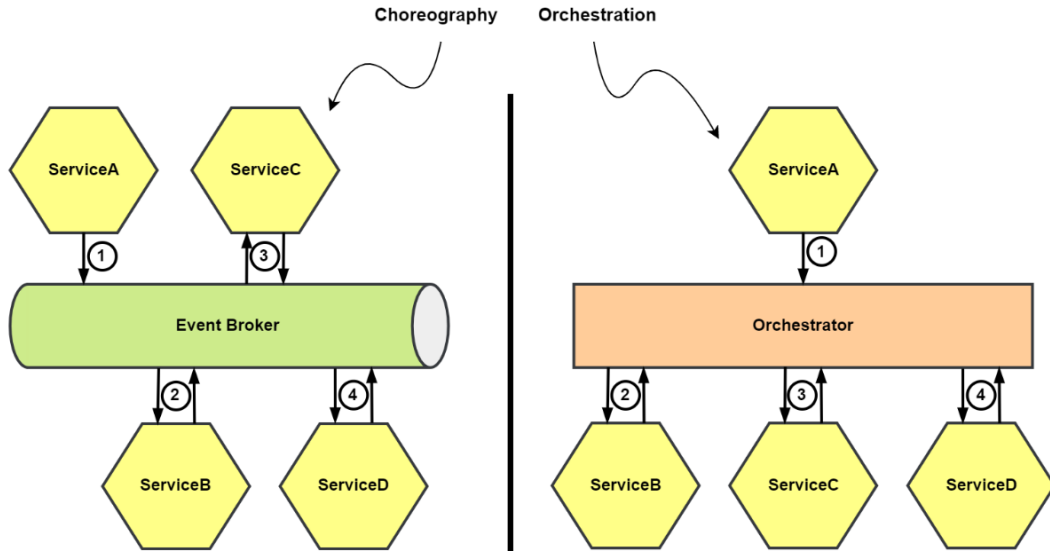 Choreography
Orchestration
ServiceA
ServiceC
1
3
Event Broker
2
4
ServiceB
ServiceD
ServiceA
1
Orchestrator
2
3
4
ServiceB
ServiceC
ServiceD